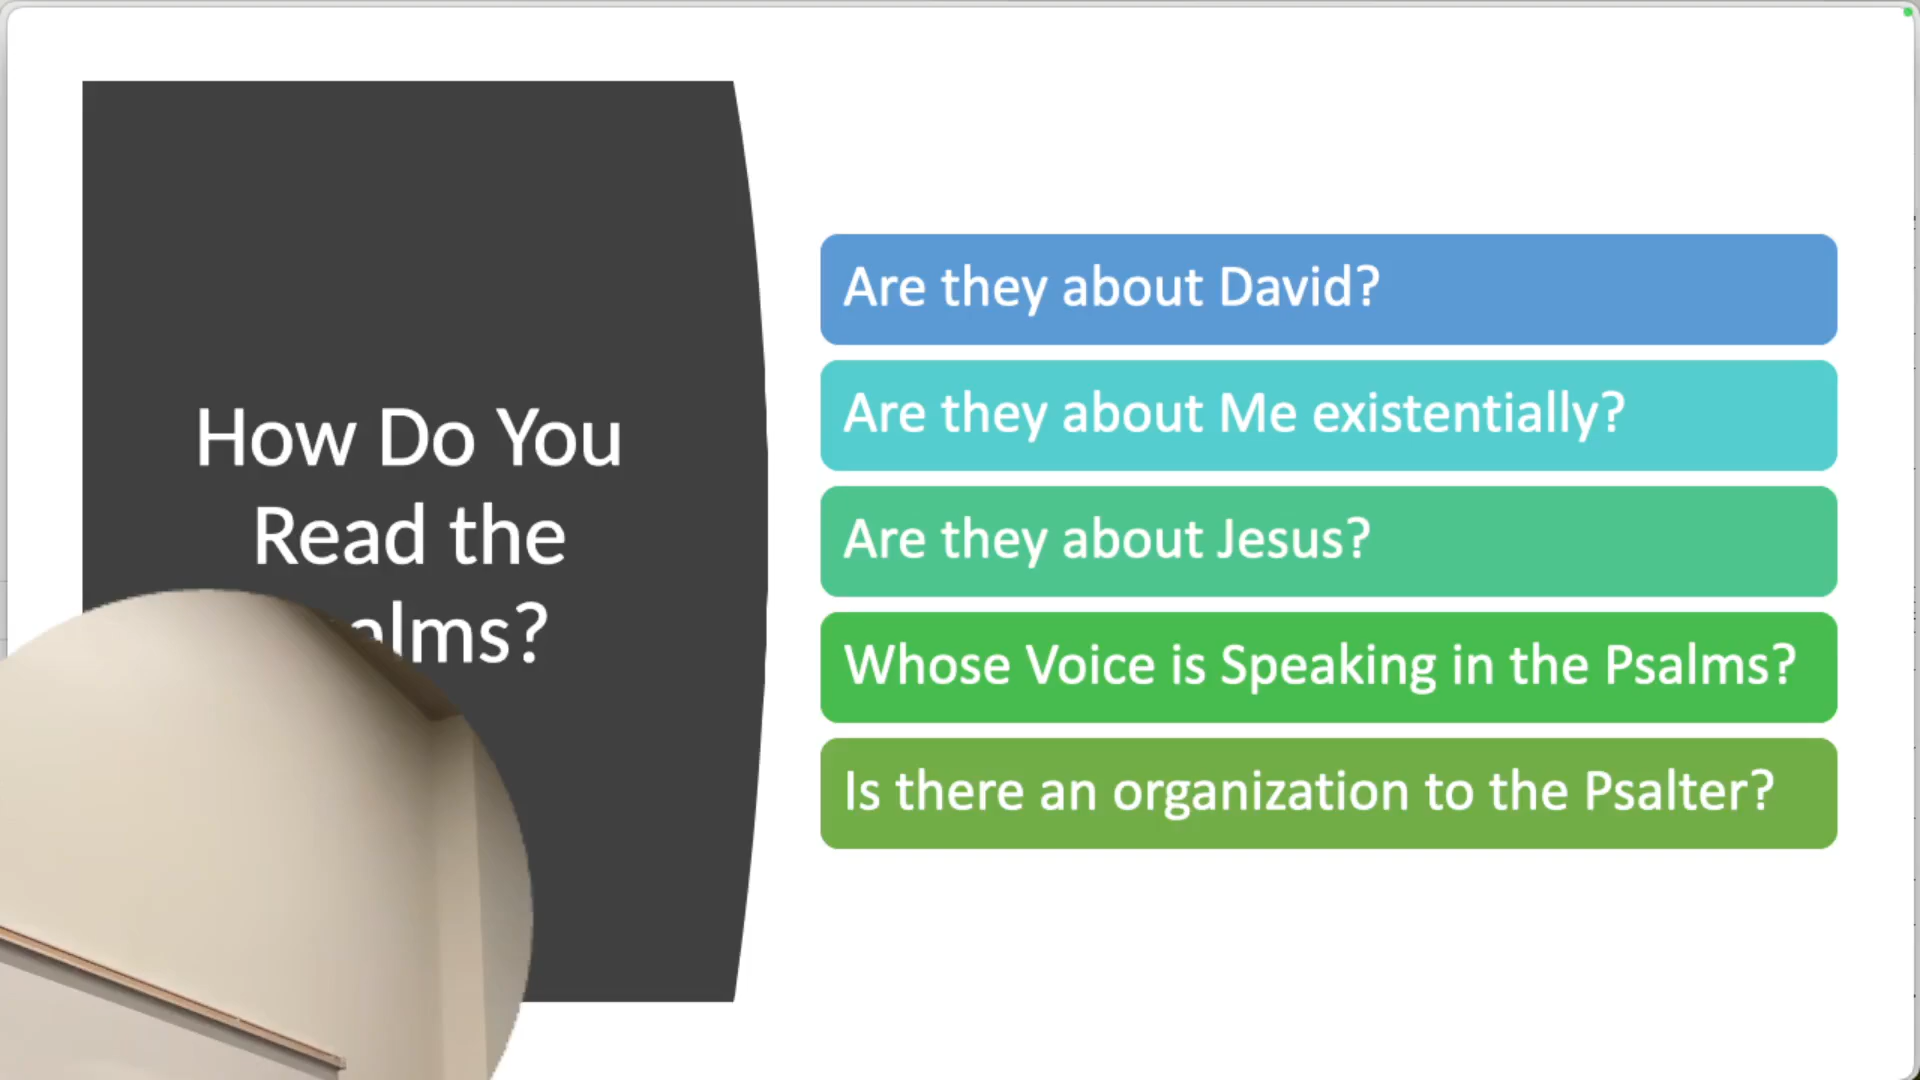 How Do You
Read the
alms?
Are they about David?
Are they about Me existentially?
Are they about Jesus?
Whose Voice is Speaking in the Psalms?
Is there an organization to the Psalter?